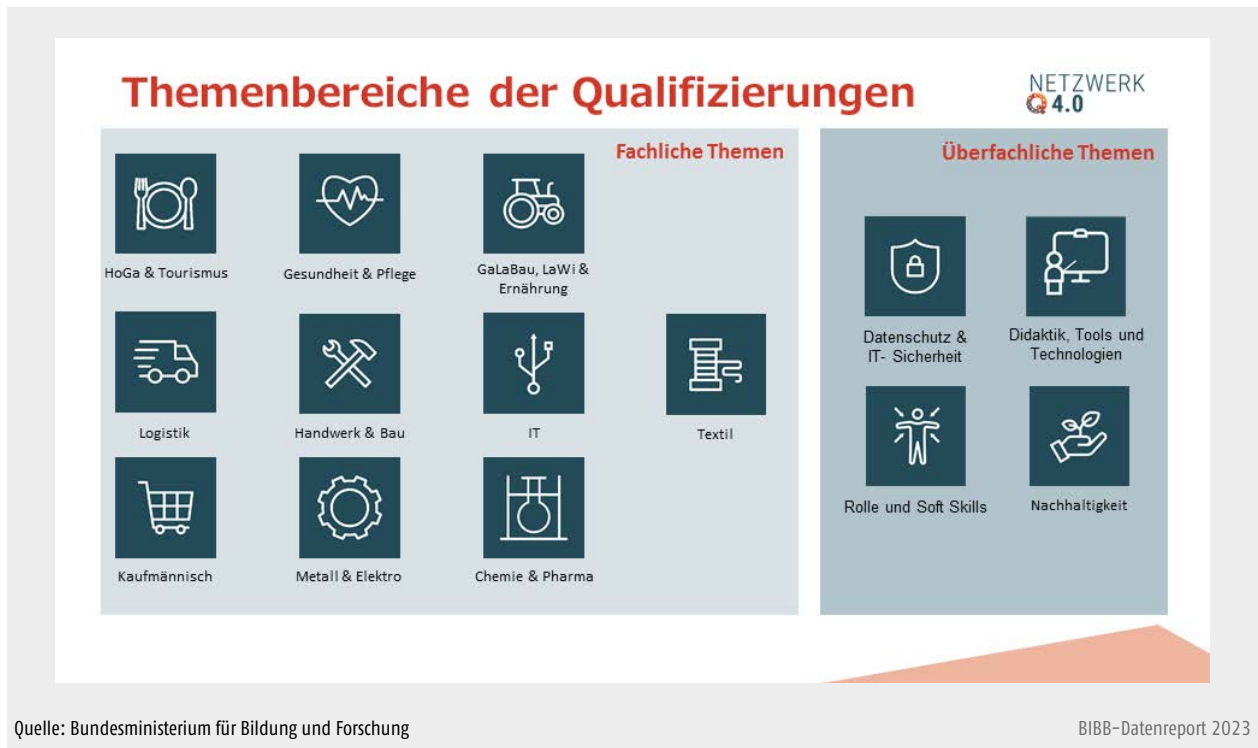 Themenbereiche der Qualifizierungen
NETZWERK
Q 4.0
Fachliche Themen
HoGa & Tourismus
Gesundheit & Pflege
GaLaBau, LaWi &
Ernährung
Logistik
Handwerk & Bau
IT
Textil
Kaufmännisch
Metall & Elektro
Chemie & Pharma
Überfachliche Themen
Datenschutz &
IT- Sicherheit
Didaktik, Tools und
Technologien
Rolle und Soft Skills
Nachhaltigkeit
Quelle: Bundesministerium für Bildung und Forschung
BIBB-Datenreport 2023